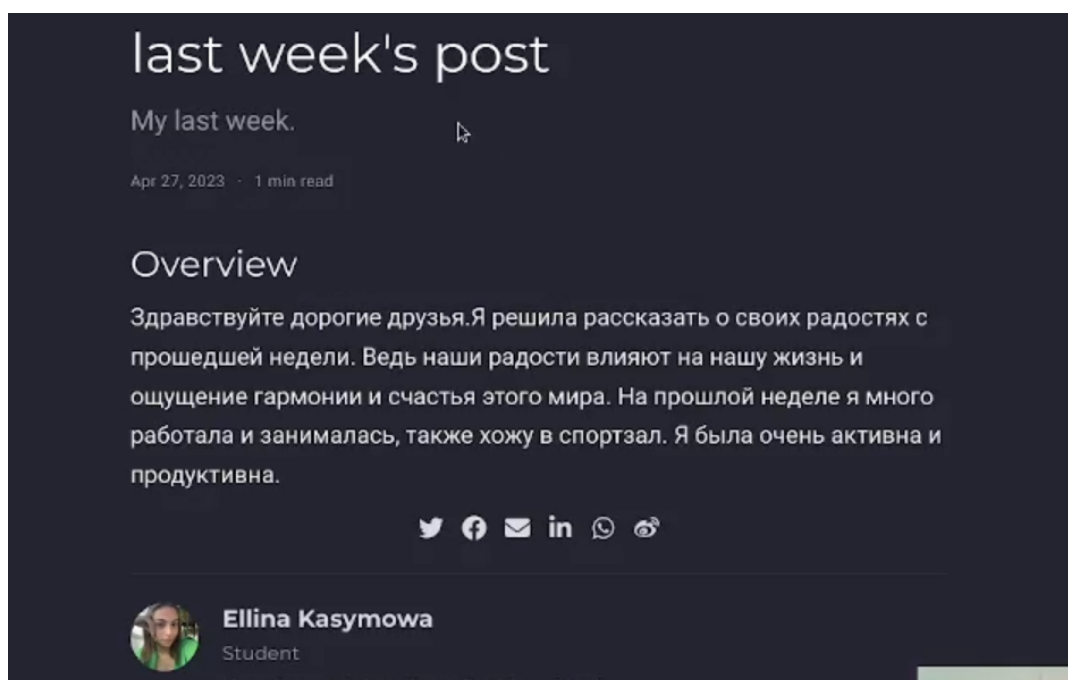 last week's post
My last week.
Apr 27, 2023 · 1 min read
Overview
Здравствуйте дорогие друзья.Я решила рассказать о своих радостях с
прошедшей недели. Ведь наши радости влияют на нашу жизнь и
ощущение гармонии и счастья этого мира. На прошлой неделе я много
работала и занималась, также хожу в спортзал. Я была очень активна и
продуктивна.
Ellina Kasymowa
Student